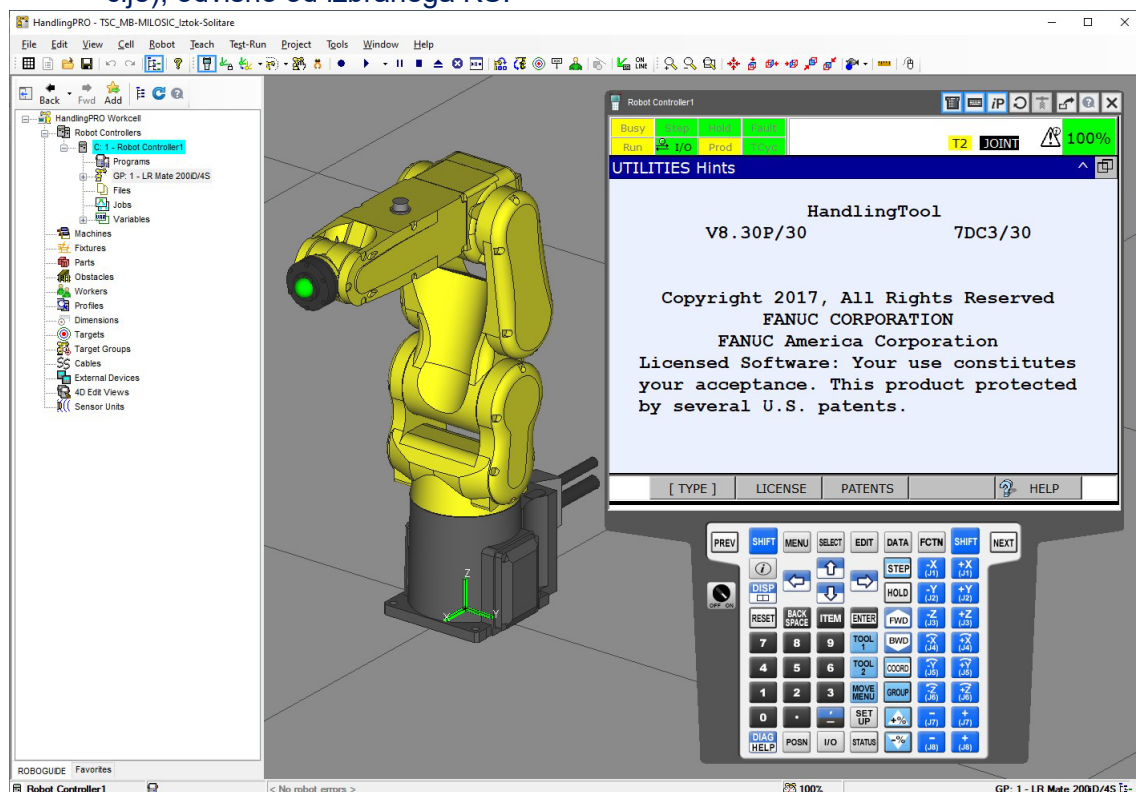 cije), odvisno od izbranega KS.
HandlingPRO - TSC_MB-MILOSIC_Iztok-Solitare
File Edit View Cell Robot Teach Test-Run Project Tools Window Help
ON LINE
Back Fwd Add
HandlingPRO Workcell
Robot Controllers
C: 1 - Robot Controller1
Programs
GP: 1 - LR Mate 200iD/4S
Files
Jobs
Variables
Machines
Fixtures
Parts
Obstacles
Workers
Profiles
Dimensions
Targets
Target Groups
Cables
External Devices
4D Edit Views
Sensor Units
ROBOGUIDE Favorites
Z
X Y
Robot Controller1 iP
Busy Step Hold Fault
Run I/O Prod TCyc
T2 JOINT 100%
UTILITIES Hints
HandlingTool
V8.30P/30 7DC3/30
Copyright 2017, All Rights Reserved
FANUC CORPORATION
FANUC America Corporation
Licensed Software: Your use constitutes
your acceptance. This product protected
by several U.S. patents.
[ TYPE ] LICENSE PATENTS HELP
PREV SHIFT MENU SELECT EDIT DATA FCTN SHIFT NEXT
i STEP -X (J1) +X (J1)
OFF ON DISP HOLD -Y (J2) +Y (J2)
RESET BACK SPACE ITEM ENTER FWD -Z (J3) +Z (J3)
7 8 9 TOOL 1 BWD -X (J4) +X (J4)
4 5 6 TOOL 2 COORD -Y (J5) +Y (J5)
1 2 3 MOVE MENU GROUP -Z (J6) +Z (J6)
0 . , - SET UP +% - (J7) + (J7)
DIAG HELP POSN I/O STATUS -% - (J8) + (J8)
Robot Controller1 < No robot errors > 100% GP: 1 - LR Mate 200iD/4S